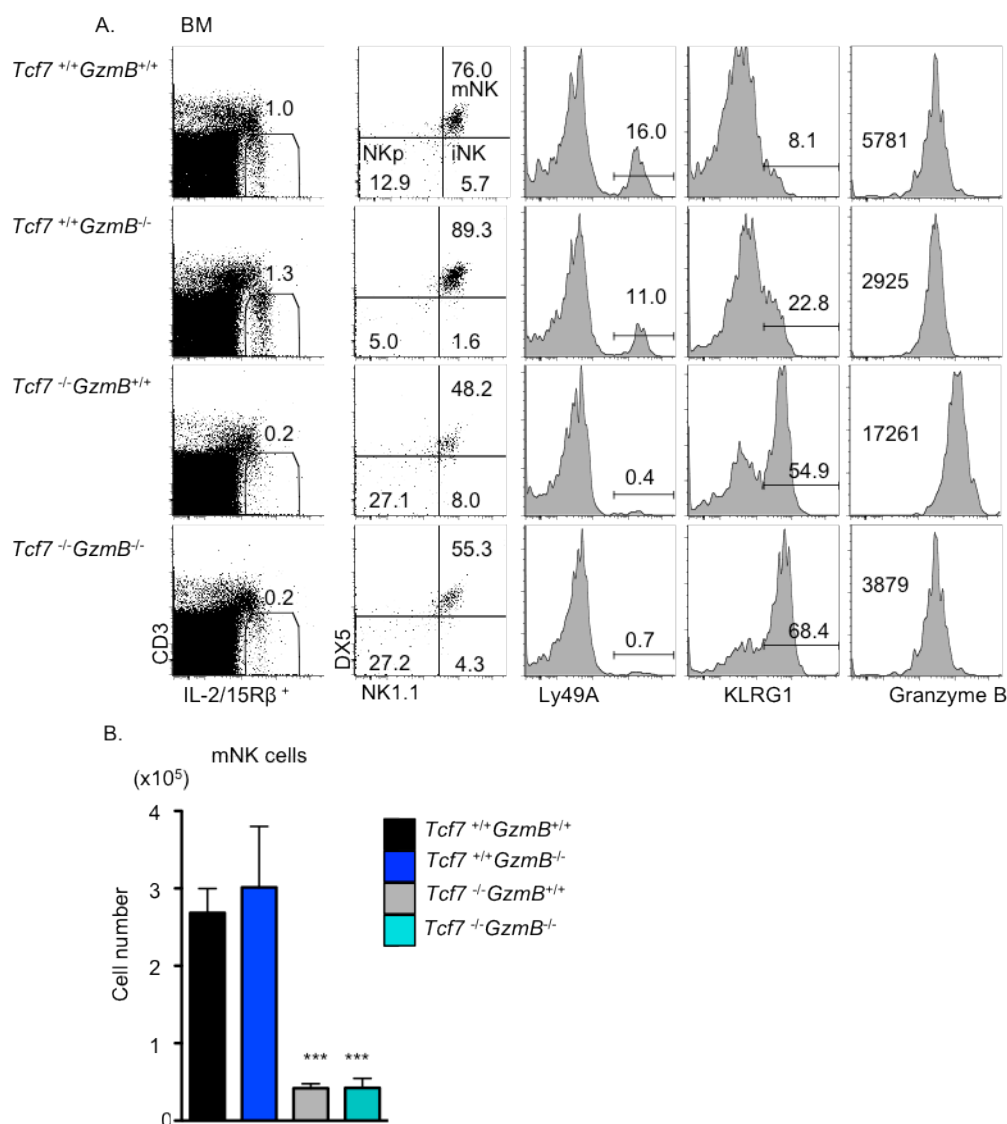 A. BM
Tcf7 +/+GzmB+/+
1.0
76.0
mNK
NKp
iNK
12.9
5.7
16.0
8.1
5781
Tcf7 +/+GzmB-/-
1.3
89.3
5.0
1.6
11.0
22.8
2925
Tcf7 -/-GzmB+/+
0.2
48.2
27.1
8.0
0.4
54.9
17261
Tcf7 -/-GzmB-/-
0.2
55.3
27.2
4.3
0.7
68.4
3879
CD3
DX5
IL-2/15Rβ +
NK1.1
Ly49A
KLRG1
Granzyme B
B.
mNK cells
(x10⁵)
Cell number
4
3
2
1
0
*** ***
Tcf7 +/+GzmB+/+
Tcf7 +/+GzmB-/-
Tcf7 -/-GzmB+/+
Tcf7 -/-GzmB-/-